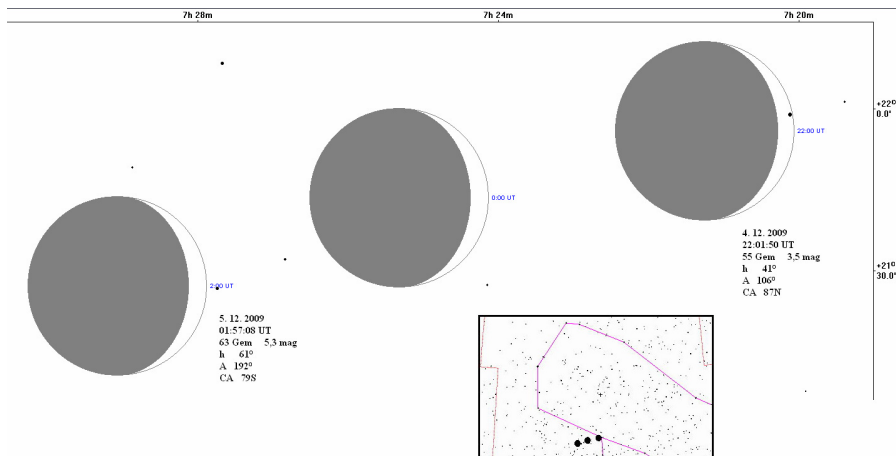 7h 28m
7h 24m
7h 20m
+22°
0.0'
22:00 UT
0:00 UT
4. 12. 2009
22:01:50 UT
55 Gem 3,5 mag
h 41°
A 106°
CA 87N
+21°
30.0'
2:00 UT
5. 12. 2009
01:57:08 UT
63 Gem 5,3 mag
h 61°
A 192°
CA 79S